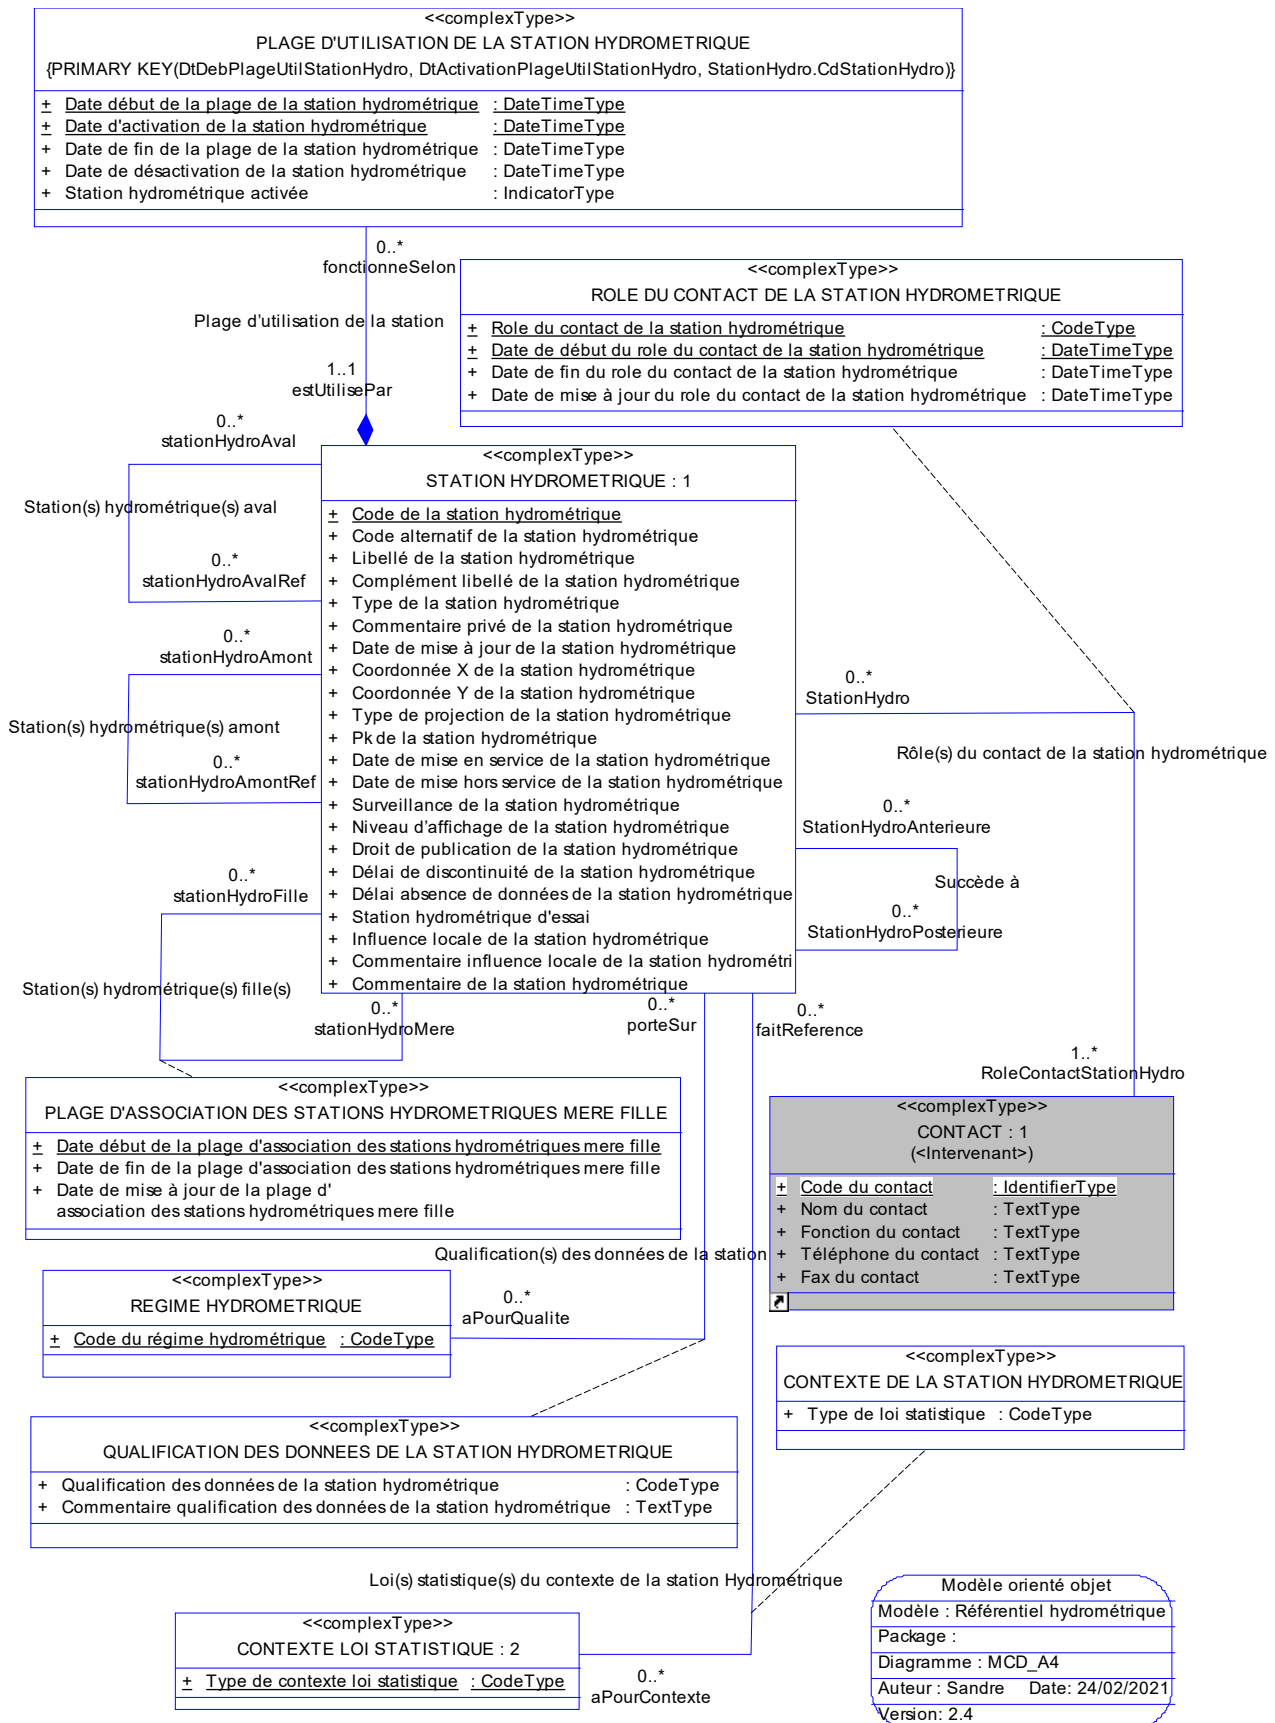 <<complexType>>
PLAGE D'UTILISATION DE LA STATION HYDROMETRIQUE
{PRIMARY KEY(DtDebPlageUtilStationHydro, DtActivationPlageUtilStationHydro, StationHydro.CdStationHydro)}
+ Date début de la plage de la station hydrométrique : DateTimeType
+ Date d'activation de la station hydrométrique : DateTimeType
+ Date de fin de la plage de la station hydrométrique : DateTimeType
+ Date de désactivation de la station hydrométrique : DateTimeType
+ Station hydrométrique activée : IndicatorType
0..*
fonctionneSelon
Plage d'utilisation de la station
1..1
estUtilisePar
<<complexType>>
ROLE DU CONTACT DE LA STATION HYDROMETRIQUE
+ Role du contact de la station hydrométrique : CodeType
+ Date de début du role du contact de la station hydrométrique : DateTimeType
+ Date de fin du role du contact de la station hydrométrique : DateTimeType
+ Date de mise à jour du role du contact de la station hydrométrique : DateTimeType
0..*
stationHydroAval
Station(s) hydrométrique(s) aval
0..*
stationHydroAvalRef
0..*
stationHydroAmont
Station(s) hydrométrique(s) amont
0..*
stationHydroAmontRef
0..*
stationHydroFille
Station(s) hydrométrique(s) fille(s)
<<complexType>>
STATION HYDROMETRIQUE : 1
+ Code de la station hydrométrique
+ Code alternatif de la station hydrométrique
+ Libellé de la station hydrométrique
+ Complément libellé de la station hydrométrique
+ Type de la station hydrométrique
+ Commentaire privé de la station hydrométrique
+ Date de mise à jour de la station hydrométrique
+ Coordonnée X de la station hydrométrique
+ Coordonnée Y de la station hydrométrique
+ Type de projection de la station hydrométrique
+ Pk de la station hydrométrique
+ Date de mise en service de la station hydrométrique
+ Date de mise hors service de la station hydrométrique
+ Surveillance de la station hydrométrique
+ Niveau d'affichage de la station hydrométrique
+ Droit de publication de la station hydrométrique
+ Délai de discontinuité de la station hydrométrique
+ Délai absence de données de la station hydrométrique
+ Station hydrométrique d'essai
+ Influence locale de la station hydrométrique
+ Commentaire influence locale de la station hydrométri
+ Commentaire de la station hydrométrique
0..*
StationHydro
Rôle(s) du contact de la station hydrométrique
0..*
StationHydroAnterieure
Succède à
0..*
StationHydroPosterieure
0..*
stationHydroMere
0..*
porteSur
0..*
faitReference
1..*
RoleContactStationHydro
<<complexType>>
PLAGE D'ASSOCIATION DES STATIONS HYDROMETRIQUES MERE FILLE
+ Date début de la plage d'association des stations hydrométriques mere fille
+ Date de fin de la plage d'association des stations hydrométriques mere fille
+ Date de mise à jour de la plage d'
association des stations hydrométriques mere fille
<<complexType>>
CONTACT : 1
(<Intervenant>)
+ Code du contact : IdentifierType
+ Nom du contact : TextType
+ Fonction du contact : TextType
+ Téléphone du contact : TextType
+ Fax du contact : TextType
Qualification(s) des données de la station
<<complexType>>
REGIME HYDROMETRIQUE
+ Code du régime hydrométrique : CodeType
0..*
aPourQualite
<<complexType>>
CONTEXTE DE LA STATION HYDROMETRIQUE
+ Type de loi statistique : CodeType
<<complexType>>
QUALIFICATION DES DONNEES DE LA STATION HYDROMETRIQUE
+ Qualification des données de la station hydrométrique : CodeType
+ Commentaire qualification des données de la station hydrométrique : TextType
Loi(s) statistique(s) du contexte de la station Hydrométrique
<<complexType>>
CONTEXTE LOI STATISTIQUE : 2
+ Type de contexte loi statistique : CodeType
0..*
aPourContexte
Modèle orienté objet
Modèle : Référentiel hydrométrique
Package :
Diagramme : MCD_A4
Auteur : Sandre Date: 24/02/2021
Version: 2.4